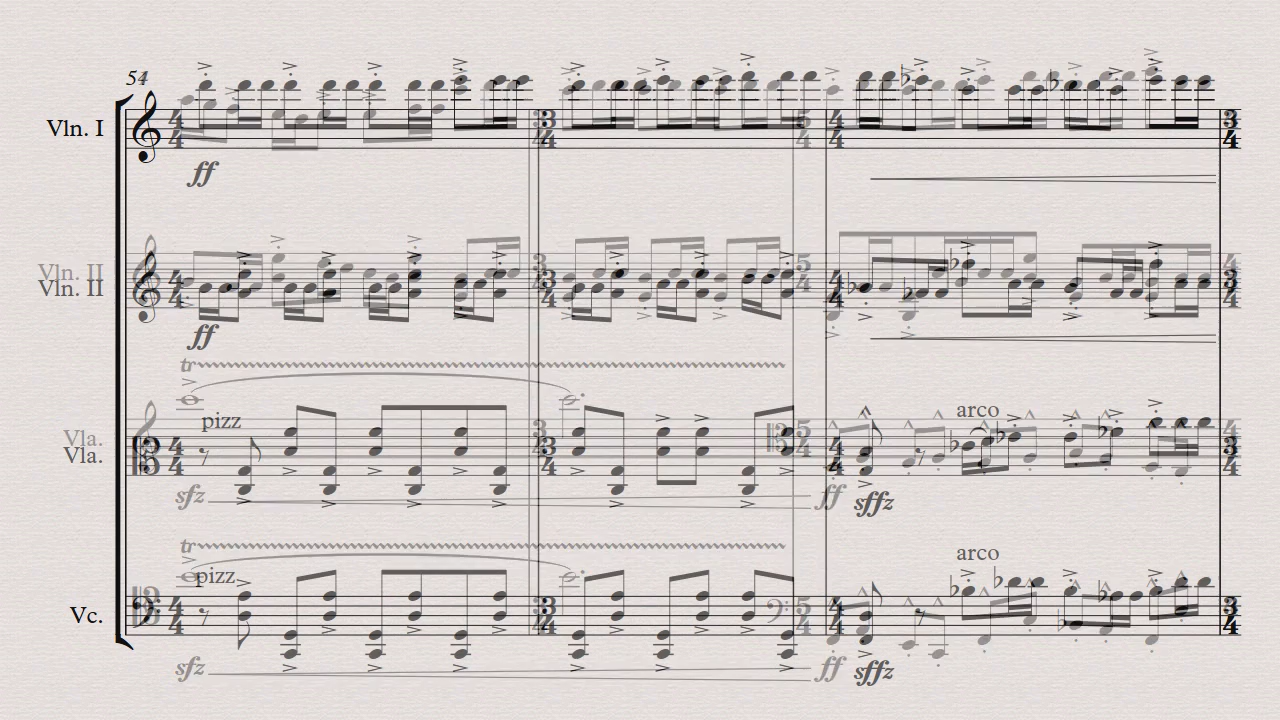 54
Vln. I
ff
Vln. II
Vln. II
ff
tr
pizz
arco
Vla.
Vla.
sfz
ff
sffz
tr
arco
pizz
Vc.
sfz
ff
sffz